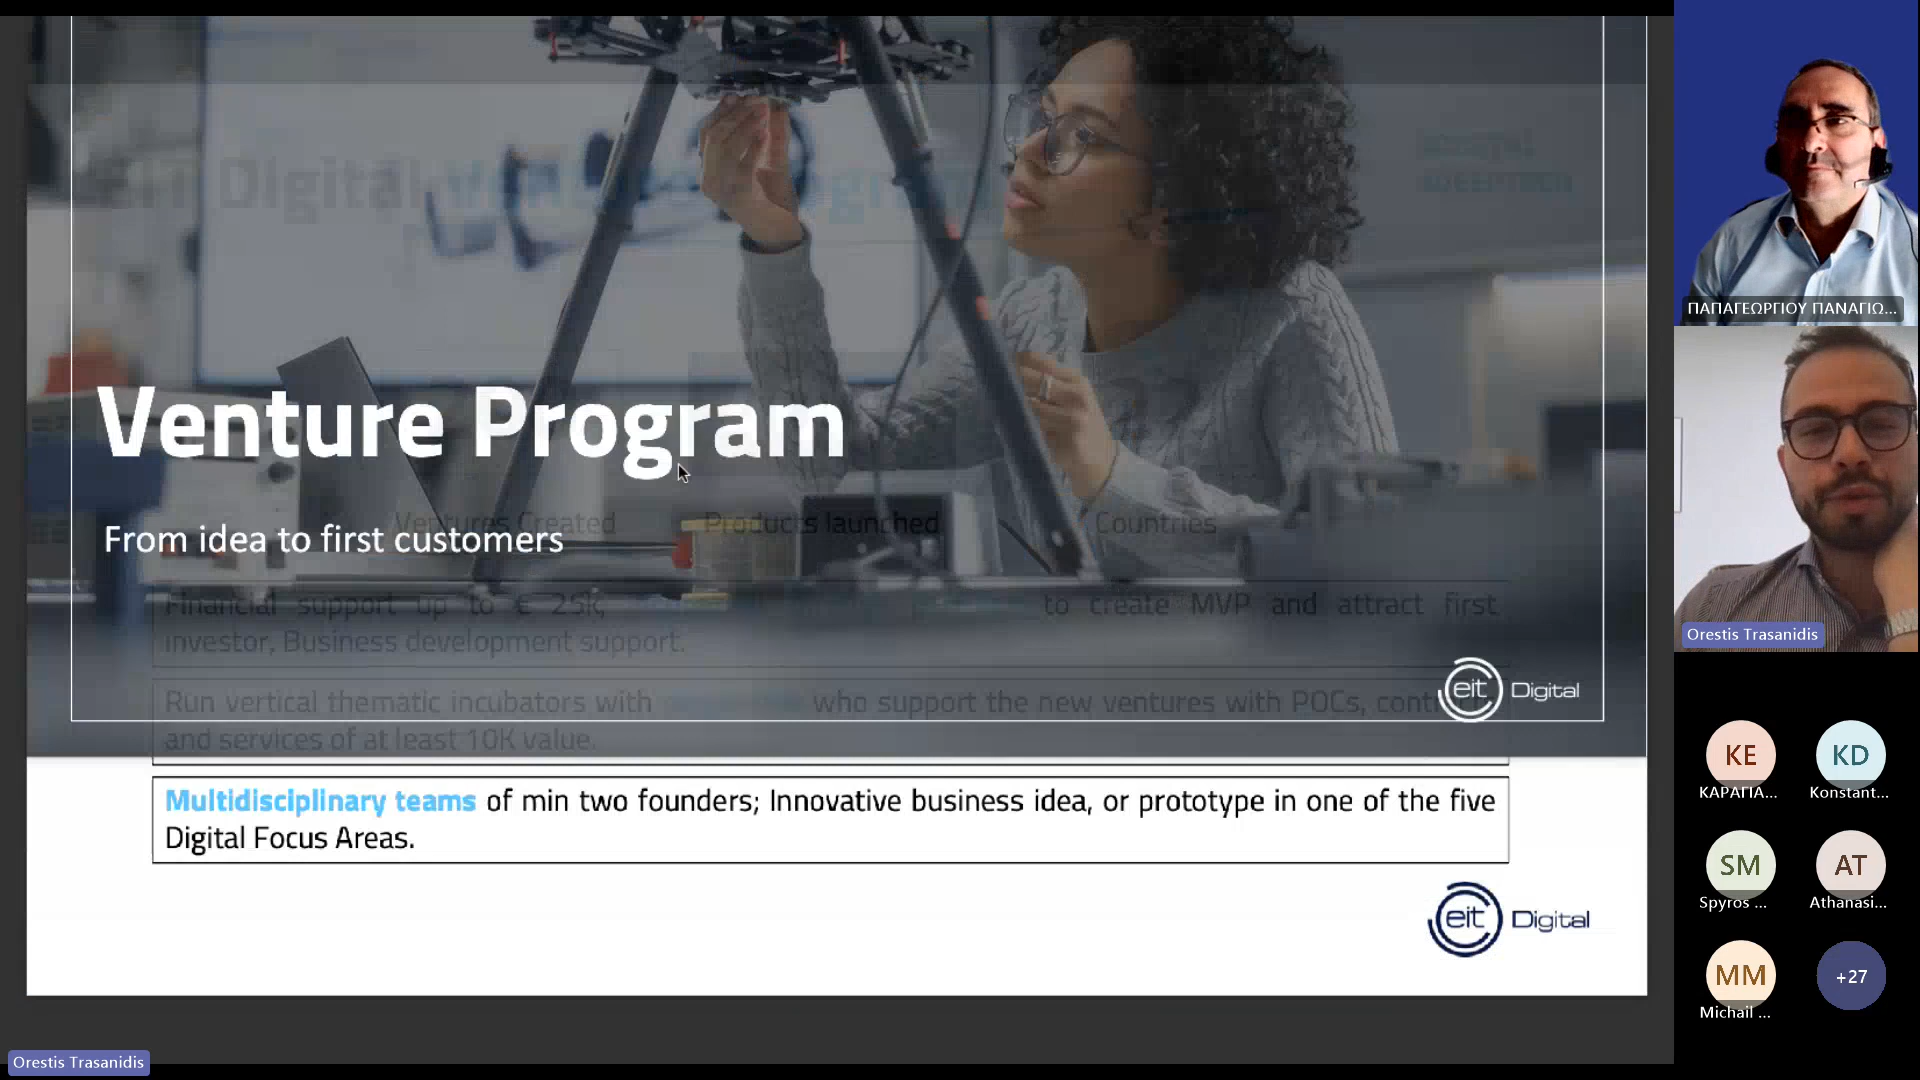 Digital Venture Program
Venture Program
From idea to first customers
Ventures Created
Products launched
Countries
Financial support up to € 25k, to create MVP and attract first
investor, Business development support.
Run vertical thematic incubators with who support the new ventures with POCs,
and services of at least 10K value.
eit Digital
Multidisciplinary teams of min two founders; Innovative business idea, or prototype in one of the five
Digital Focus Areas.
eit Digital
Orestis Trasanidis
ΠΑΠΑΓΕΩΡΓΙΟΥ ΠΑΝΑΓΙΩ...
Orestis Trasanidis
KE
ΚΑΡΑΓΙΑ...
KD
Konstant...
SM
Spyros ...
AT
Athanasi...
MM
Michail ...
+27